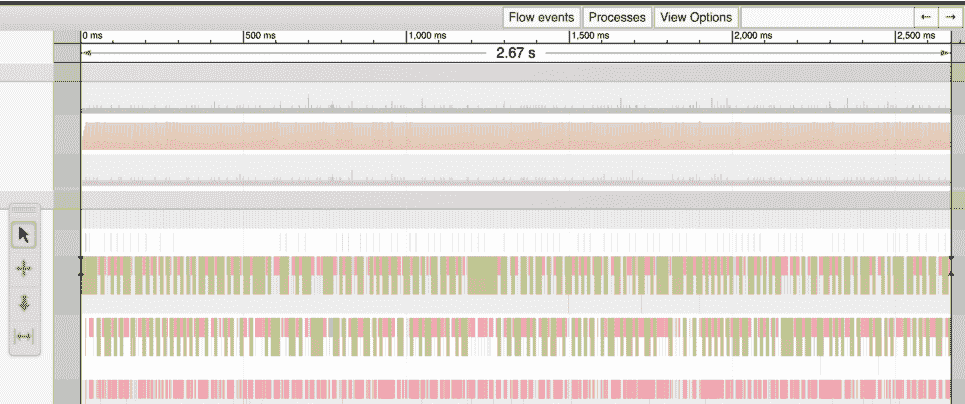 Flow events Processes View Options ← →
0 ms 500 ms 1,000 ms 1,500 ms 2,000 ms 2,500 ms
2.67 s